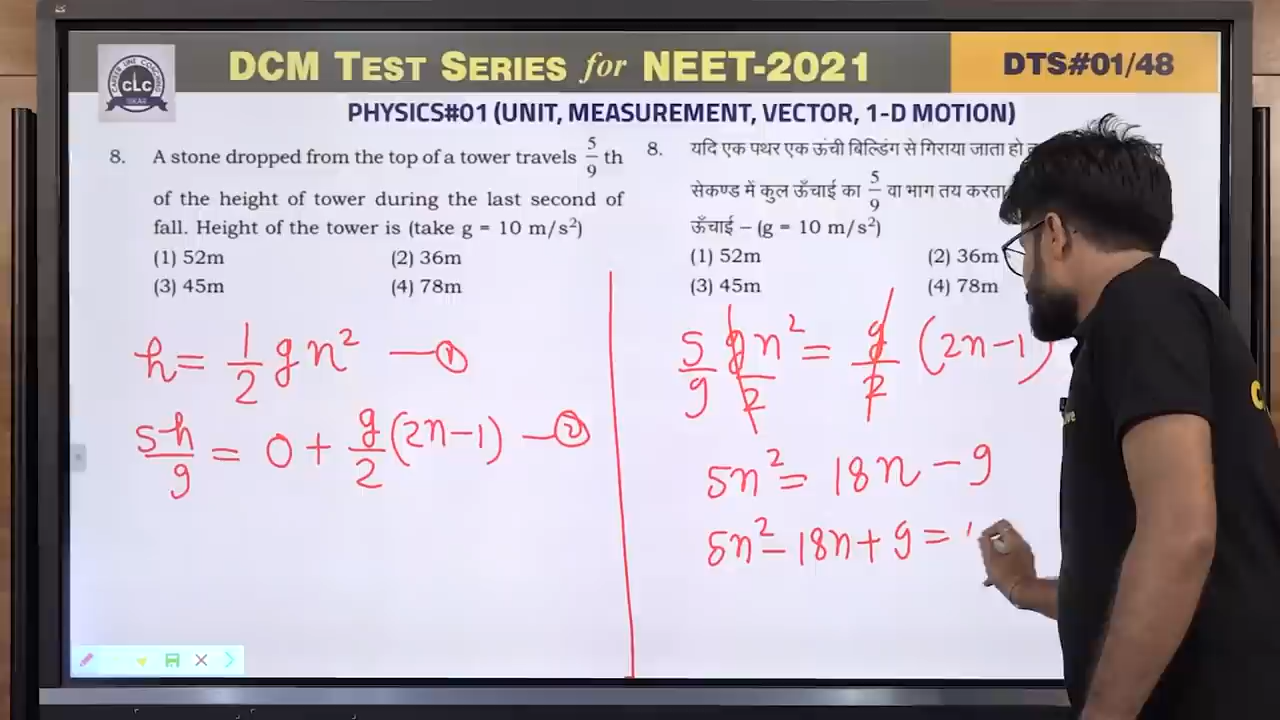 DCM TEST SERIES for NEET-2021
DTS#01/48
CLC
PHYSICS#01 (UNIT, MEASUREMENT, VECTOR, 1-D MOTION)
8. A stone dropped from the top of a tower travels 5/9 th
of the height of tower during the last second of
fall. Height of the tower is (take g = 10 m/s²)
(1) 52m (2) 36m
(3) 45m (4) 78m
h = 1/2 g n² —①
5h/9 = 0 + g/2 (2n-1) —②
8. यदि एक पथर एक ऊंची बिल्डिंग से गिराया जाता हो
सेकण्ड में कुल ऊँचाई का 5/9 वा भाग तय करता
ऊँचाई – (g = 10 m/s²)
(1) 52m (2) 36m
(3) 45m (4) 78m
5/9 gn²/2 = g/2 (2n-1)
5n² = 18n - 9
5n² - 18n + 9 =